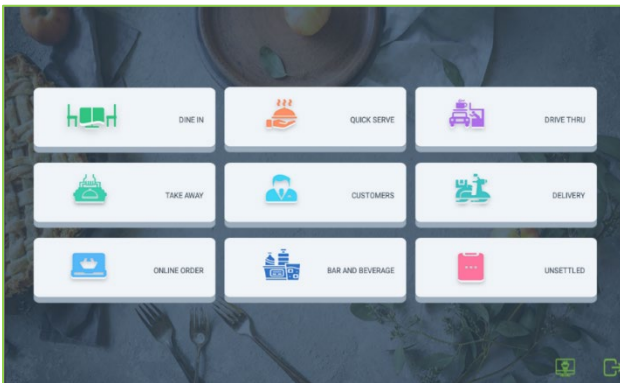 DINE IN
QUICK SERVE
DRIVE THRU
TAKE AWAY
CUSTOMERS
DELIVERY
ONLINE ORDER
BAR AND BEVERAGE
UNSETTLED